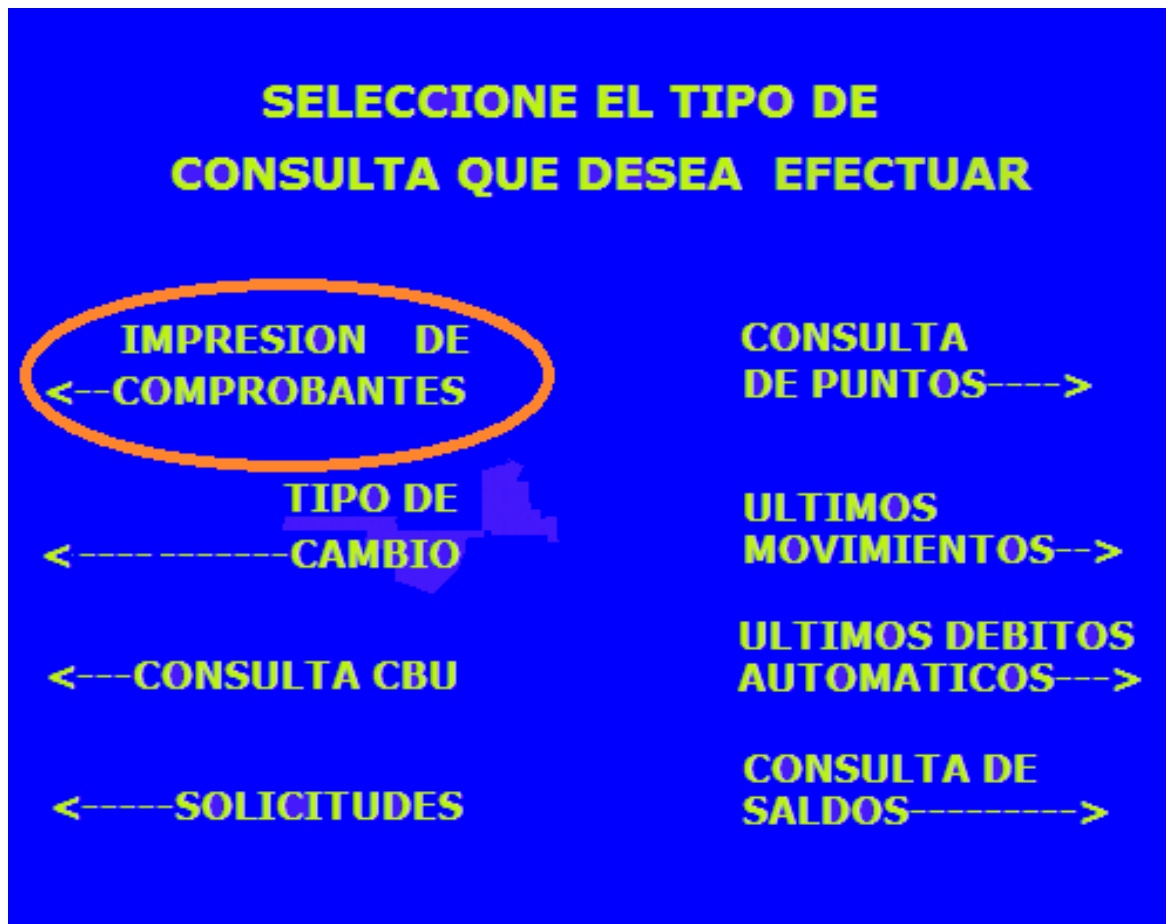 SELECCIONE EL TIPO DE
CONSULTA QUE DESEA EFECTUAR
IMPRESION DE
<--COMPROBANTES
CONSULTA
DE PUNTOS---->
TIPO DE
<------------CAMBIO
ULTIMOS
MOVIMIENTOS-->
<---CONSULTA CBU
ULTIMOS DEBITOS
AUTOMATICOS--->
<-----SOLICITUDES
CONSULTA DE
SALDOS--------->